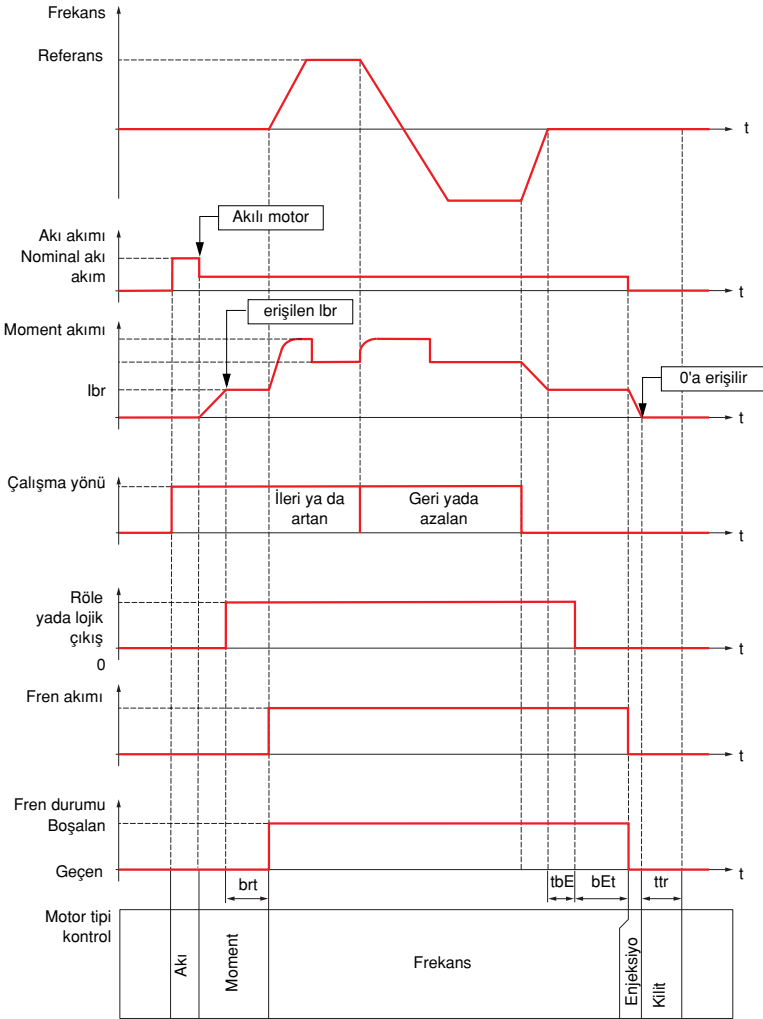 Frekans
Referans
t
Akılı motor
Akı akımı
Nominal akı
akım
t
erişilen Ibr
Moment akımı
Ibr
0'a erişilir
t
Çalışma yönü
İleri ya da
artan
Geri yada
azalan
t
Röle
yada lojik
çıkış
0
t
Fren akımı
t
Fren durumu
Boşalan
Geçen
t
brt
tbE
bEt
ttr
Motor tipi
kontrol
Akı
Moment
Frekans
Enjeksiyo
Kilit